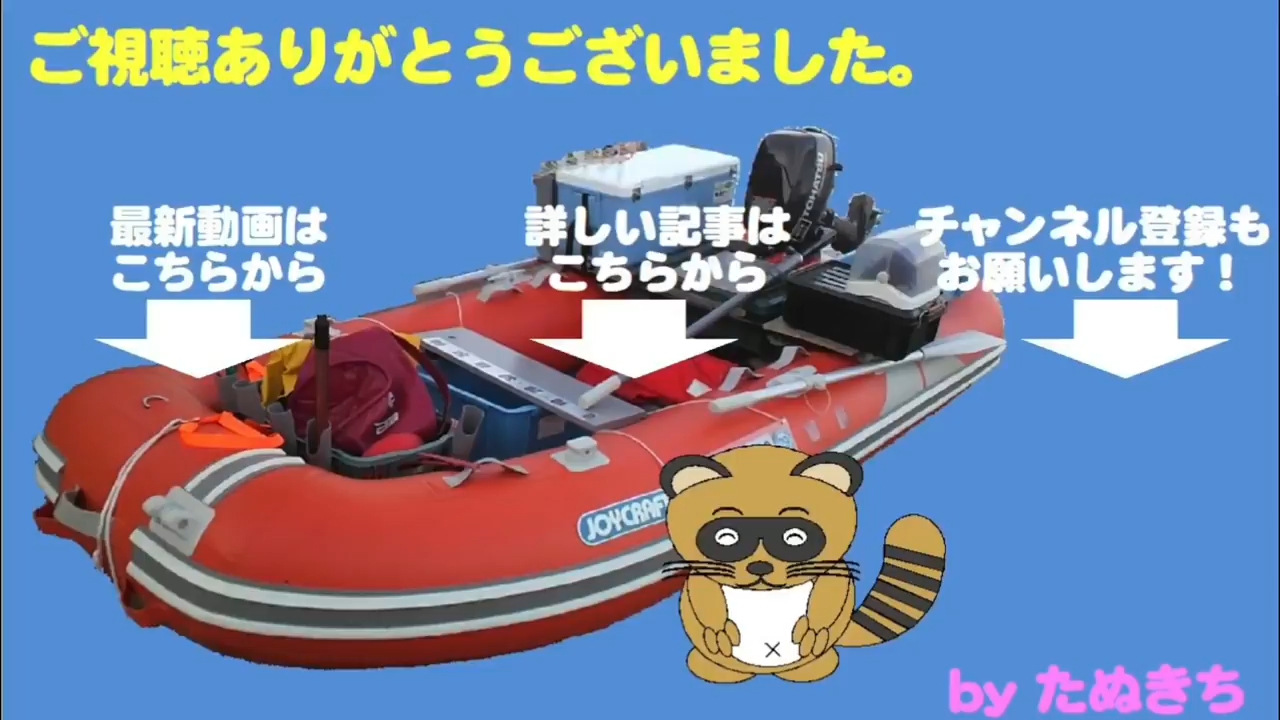 ご視聴ありがとうございました。
最新動画は
こちらから
詳しい記事は
こちらから
チャンネル登録も
お願いします！
TOHATSU
JOYCRAFT
by たぬきち